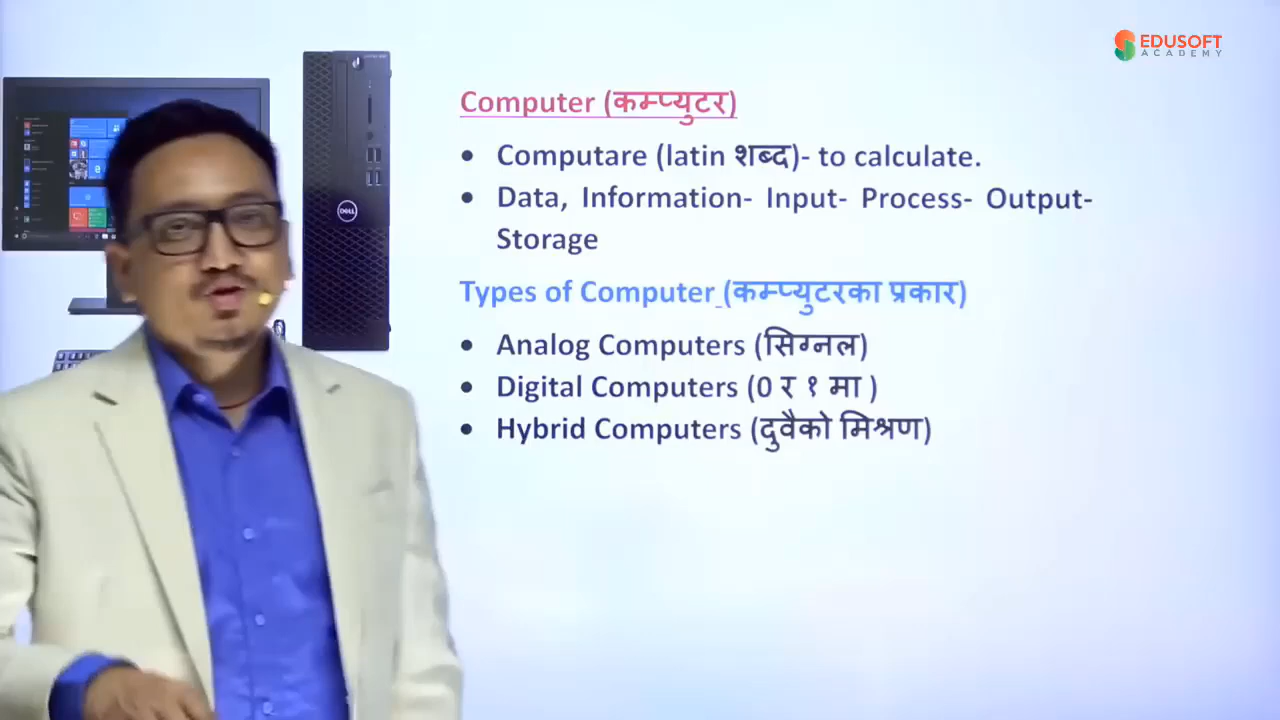 EDUSOFT
ACADEMY
Computer (कम्प्युटर)
• Computare (latin शब्द)- to calculate.
• Data, Information- Input- Process- Output-
Storage
Types of Computer (कम्प्युटरका प्रकार)
• Analog Computers (सिग्नल)
• Digital Computers (0 र १ मा )
• Hybrid Computers (दुवैको मिश्रण)
DELL